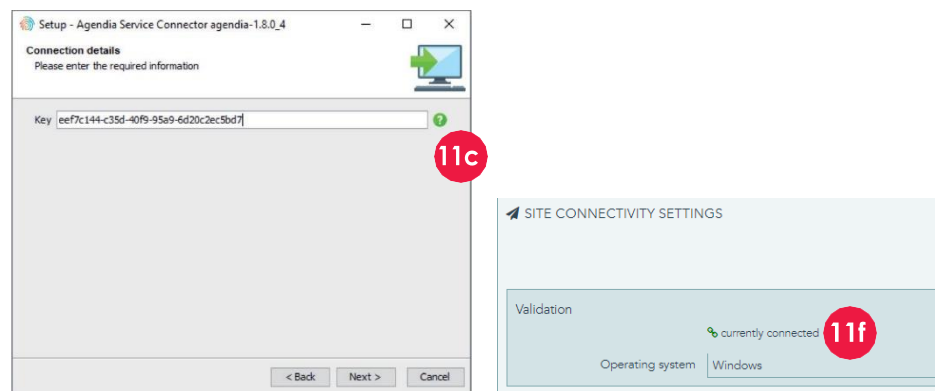 Setup - Agendia Service Connector agendia-1.8.0_4
Connection details
Please enter the required information
Key eef7c144-c35d-40f9-95a9-6d20c2ec5bd7
11c
< Back Next > Cancel
SITE CONNECTIVITY SETTINGS
Validation
currently connected 11f
Operating system Windows